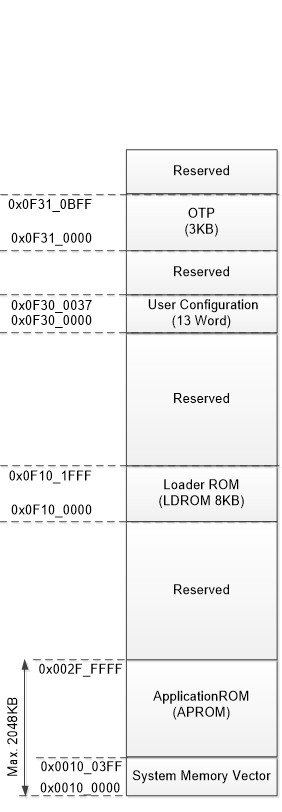 Reserved
0x0F31_0BFF
OTP
(3KB)
0x0F31_0000
Reserved
0x0F30_0037
User Configuration
0x0F30_0000
(13 Word)
Reserved
0x0F10_1FFF
Loader ROM
(LDROM 8KB)
0x0F10_0000
Reserved
0x002F_FFFF
ApplicationROM
(APROM)
Max. 2048KB
0x0010_03FF
System Memory Vector
0x0010_0000